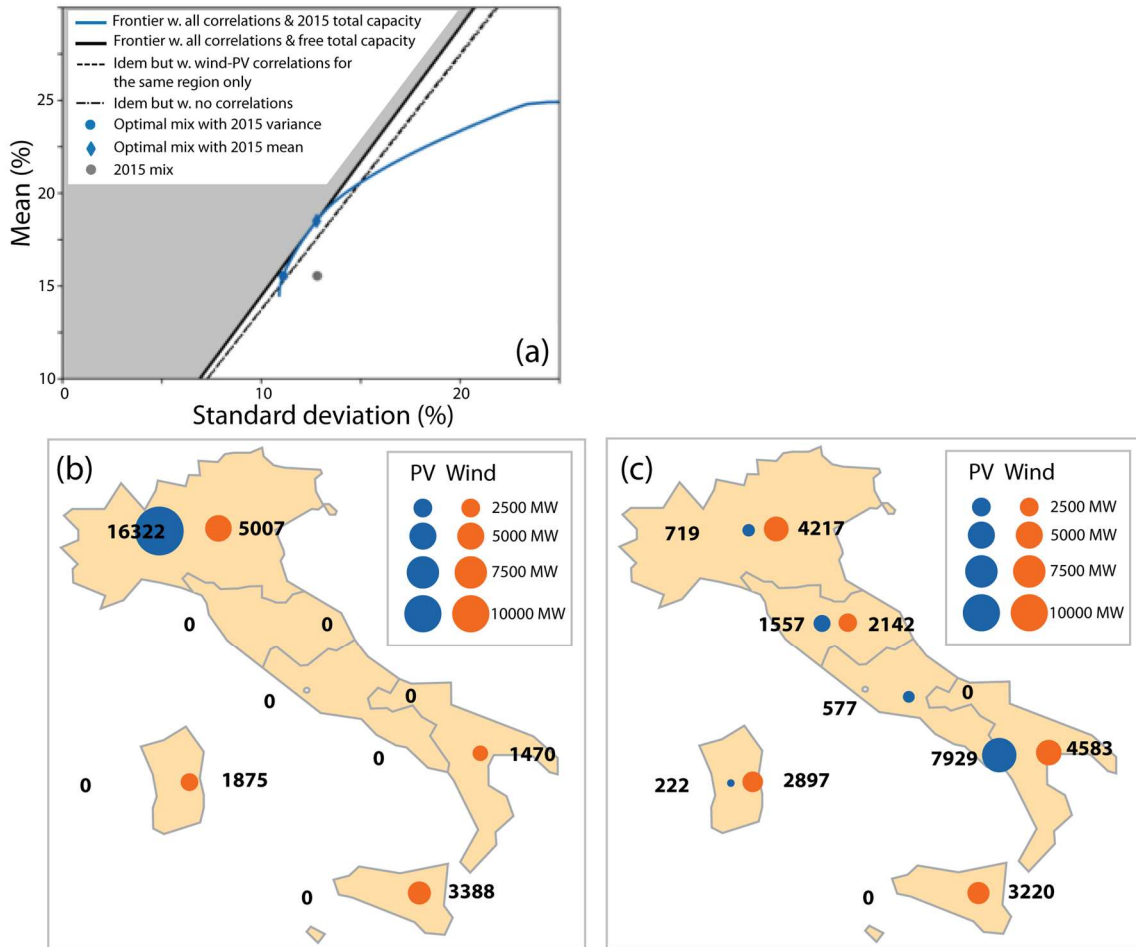 Frontier w. all correlations & 2015 total capacity
Frontier w. all correlations & free total capacity
Idem but w. wind-PV correlations for
the same region only
Idem but w. no correlations
Optimal mix with 2015 variance
Optimal mix with 2015 mean
2015 mix
25
20
15
10
Mean (%)
(a)
0
10
20
Standard deviation (%)
(b)
PV Wind
2500 MW
5000 MW
7500 MW
10000 MW
16322
5007
0
0
0
0
0
1470
0
1875
0
3388
(c)
PV Wind
2500 MW
5000 MW
7500 MW
10000 MW
719
4217
1557
2142
577
0
7929
4583
222
2897
0
3220